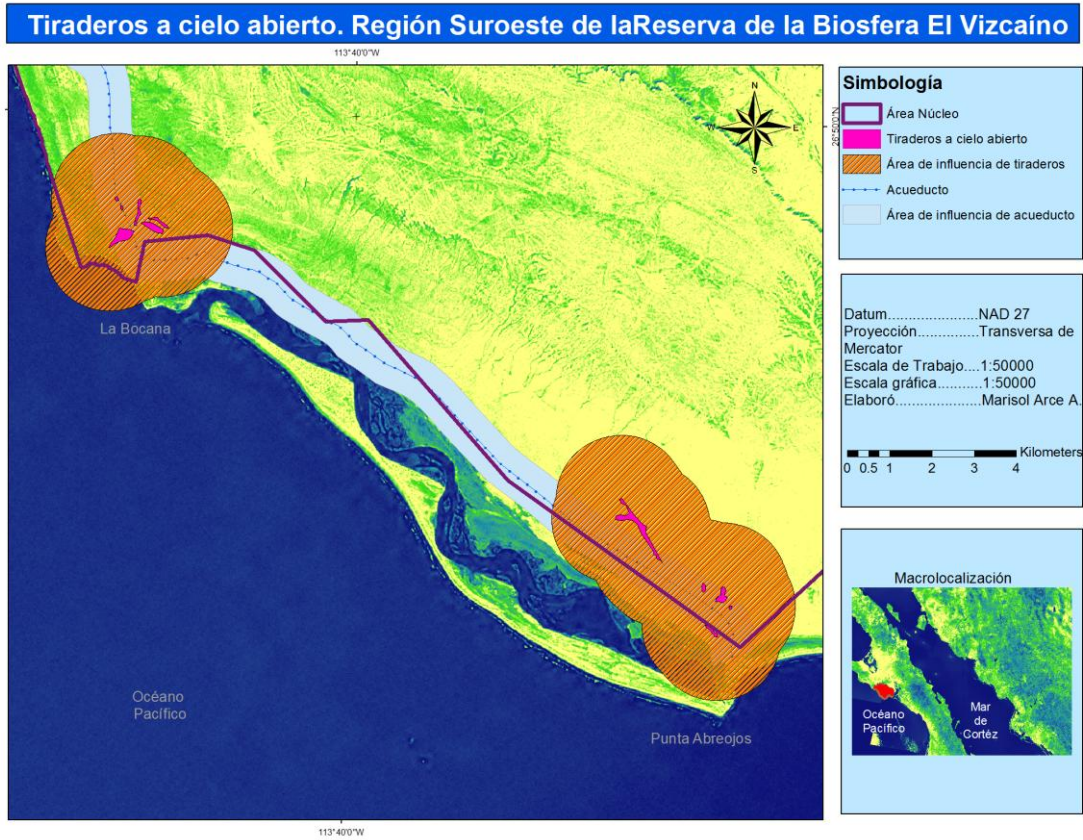 Tiraderos a cielo abierto. Región Suroeste de laReserva de la Biosfera El Vizcaíno
113°40'0"W
26°50'0"N
N
W
E
S
La Bocana
Océano
Pacífico
Punta Abreojos
113°40'0"W
Simbología
Área Núcleo
Tiraderos a cielo abierto
Área de influencia de tiraderos
Acueducto
Área de influencia de acueducto
Datum......................NAD 27
Proyección...............Transversa de
Mercator
Escala de Trabajo....1:50000
Escala gráfica...........1:50000
Elaboró.....................Marisol Arce A.
Kilometers
0 0.5 1 2 3 4
Macrolocalización
Océano
Pacífico
Mar
de
Cortéz